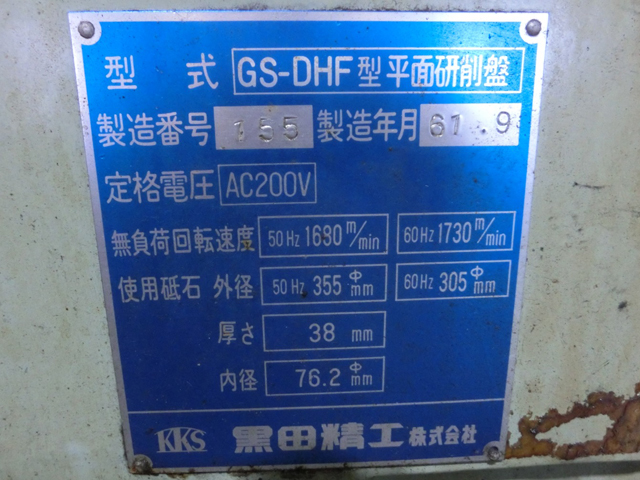 型 式 GS-DHF型平面研削盤
製造番号 155 製造年月 61.9
定格電圧 AC200V
無負荷回転速度 50Hz 1690 m/min 60Hz 1730 m/min
使用砥石 外径 50Hz 355 φmm 60Hz 305 φmm
厚さ 38 mm
内径 76.2 φmm
KKS 黒田精工株式会社